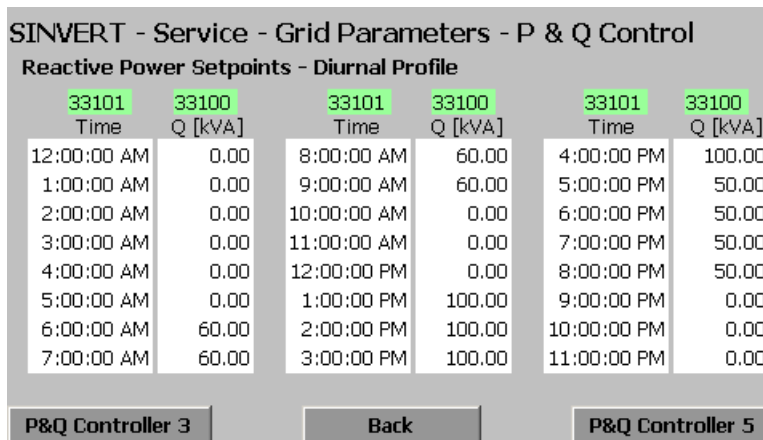 SINVERT - Service - Grid Parameters - P & Q Control
Reactive Power Setpoints - Diurnal Profile
33101 33100 33101 33100 33101 33100
Time Q [kVA] Time Q [kVA] Time Q [kVA]
12:00:00 AM 0.00 8:00:00 AM 60.00 4:00:00 PM 100.00
1:00:00 AM 0.00 9:00:00 AM 60.00 5:00:00 PM 50.00
2:00:00 AM 0.00 10:00:00 AM 0.00 6:00:00 PM 50.00
3:00:00 AM 0.00 11:00:00 AM 0.00 7:00:00 PM 50.00
4:00:00 AM 0.00 12:00:00 PM 0.00 8:00:00 PM 50.00
5:00:00 AM 0.00 1:00:00 PM 100.00 9:00:00 PM 0.00
6:00:00 AM 60.00 2:00:00 PM 100.00 10:00:00 PM 0.00
7:00:00 AM 60.00 3:00:00 PM 100.00 11:00:00 PM 0.00
P&Q Controller 3 Back P&Q Controller 5